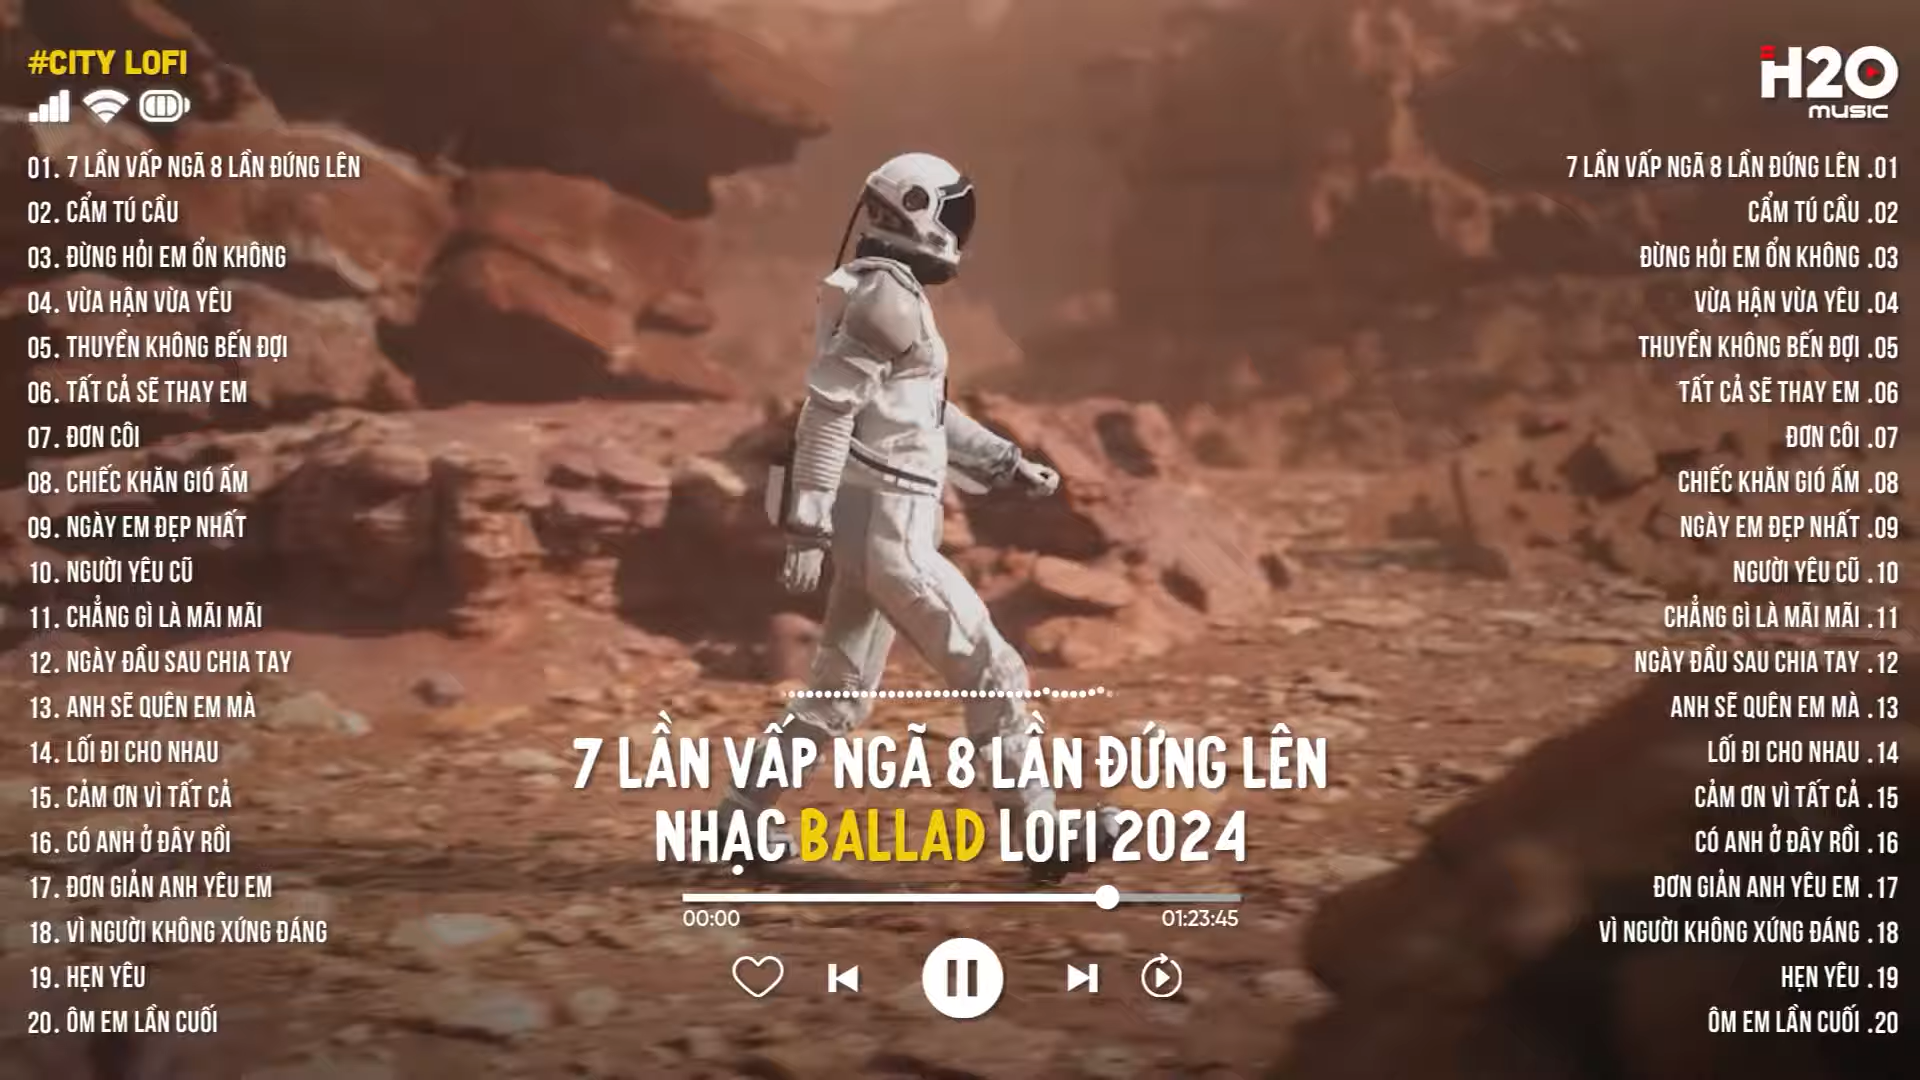 #CITY LOFI
H2O
MUSIC
01. 7 LẦN VẤP NGÃ 8 LẦN ĐỨNG LÊN
02. CẨM TÚ CẦU
03. ĐỪNG HỎI EM ỔN KHÔNG
04. VỪA HẬN VỪA YÊU
05. THUYỀN KHÔNG BẾN ĐỢI
06. TẤT CẢ SẼ THAY EM
07. ĐƠN CÔI
08. CHIẾC KHĂN GIÓ ẤM
09. NGÀY EM ĐẸP NHẤT
10. NGƯỜI YÊU CŨ
11. CHẲNG GÌ LÀ MÃI MÃI
12. NGÀY ĐẦU SAU CHIA TAY
13. ANH SẼ QUÊN EM MÀ
14. LỐI ĐI CHO NHAU
15. CẢM ƠN VÌ TẤT CẢ
16. CÓ ANH Ở ĐÂY RỒI
17. ĐƠN GIẢN ANH YÊU EM
18. VÌ NGƯỜI KHÔNG XỨNG ĐÁNG
19. HẸN YÊU
20. ÔM EM LẦN CUỐI
7 LẦN VẤP NGÃ 8 LẦN ĐỨNG LÊN .01
CẨM TÚ CẦU .02
ĐỪNG HỎI EM ỔN KHÔNG .03
VỪA HẬN VỪA YÊU .04
THUYỀN KHÔNG BẾN ĐỢI .05
TẤT CẢ SẼ THAY EM .06
ĐƠN CÔI .07
CHIẾC KHĂN GIÓ ẤM .08
NGÀY EM ĐẸP NHẤT .09
NGƯỜI YÊU CŨ .10
CHẲNG GÌ LÀ MÃI MÃI .11
NGÀY ĐẦU SAU CHIA TAY .12
ANH SẼ QUÊN EM MÀ .13
LỐI ĐI CHO NHAU .14
CẢM ƠN VÌ TẤT CẢ .15
CÓ ANH Ở ĐÂY RỒI .16
ĐƠN GIẢN ANH YÊU EM .17
VÌ NGƯỜI KHÔNG XỨNG ĐÁNG .18
HẸN YÊU .19
ÔM EM LẦN CUỐI .20
7 LẦN VẤP NGÃ 8 LẦN ĐỨNG LÊN
NHẠC BALLAD LOFI 2024
00:00
01:23:45